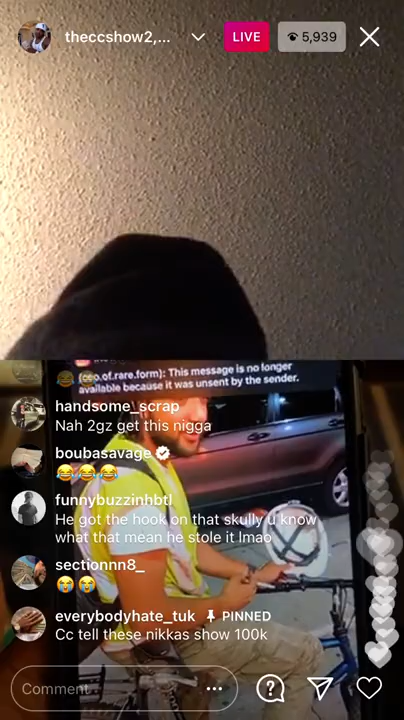 theccshow2,...
LIVE
5,939
o.of.rare.form): This message is no longer
available because it was unsent by the sender.
handsome_scrap
Nah 2gz get this nigga
boubasavage
😂😂😂
funnybuzzinhbtl
He got the hook on that skully u know
what that mean he stole it lmao
sectionnn8_
😭😭
everybodyhate_tuk PINNED
Cc tell these nikkas show 100k
Comment